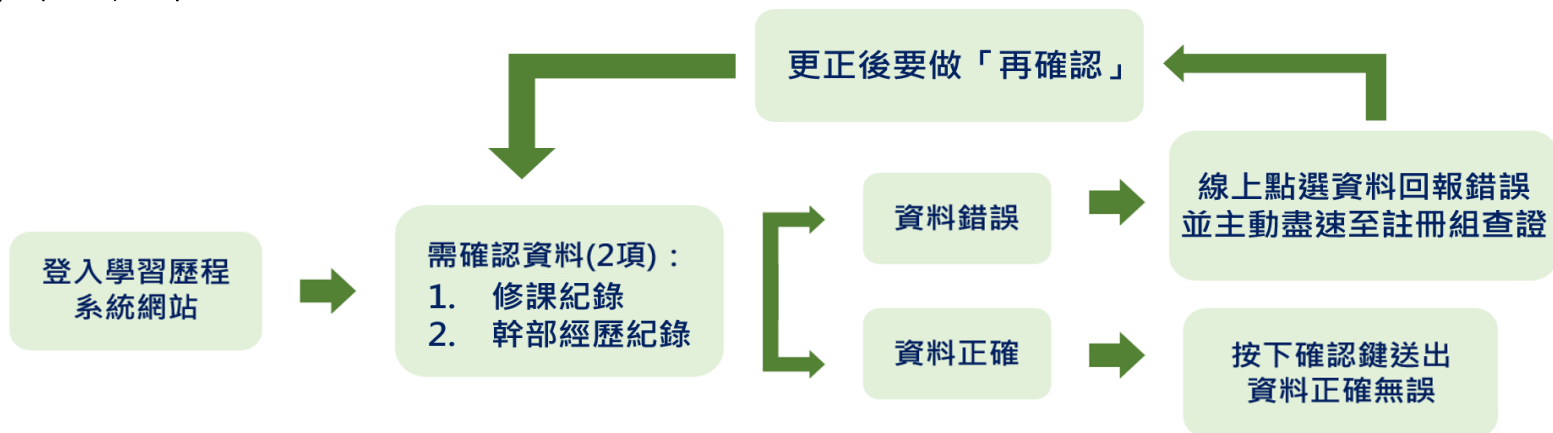 更正後要做「再確認」
登入學習歷程
系統網站
需確認資料(2項)：
1. 修課紀錄
2. 幹部經歷紀錄
資料錯誤
線上點選資料回報錯誤
並主動盡速至註冊組查證
資料正確
按下確認鍵送出
資料正確無誤